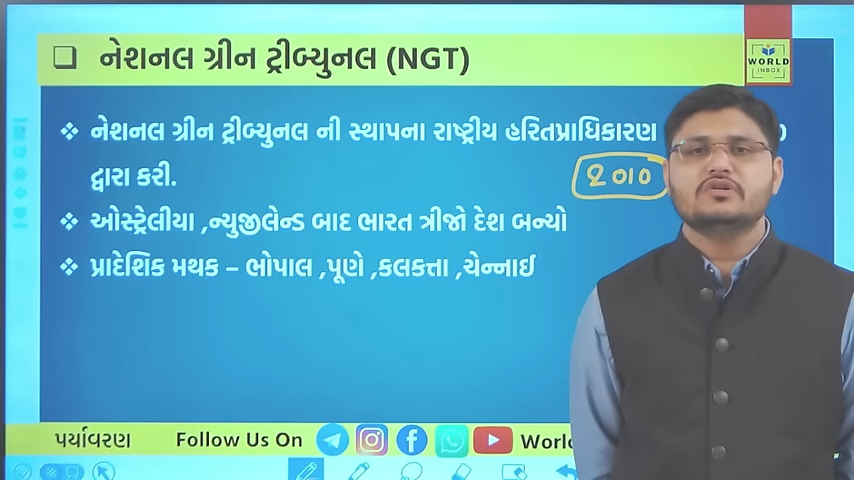 ❑ નેશનલ ગ્રીન ટ્રીબ્યુનલ (NGT)
WORLD
INBOX
❖ નેશનલ ગ્રીન ટ્રીબ્યુનલ ની સ્થાપના રાષ્ટ્રીય હરિતપ્રાધિકારણ
દ્વારા કરી.
૨૦૧૦
❖ ઓસ્ટ્રેલીયા ,ન્યુજીલેન્ડ બાદ ભારત ત્રીજો દેશ બન્યો
❖ પ્રાદેશિક મથક – ભોપાલ ,પૂણે ,કલકત્તા ,ચેન્નાઈ
પર્યાવરણ Follow Us On